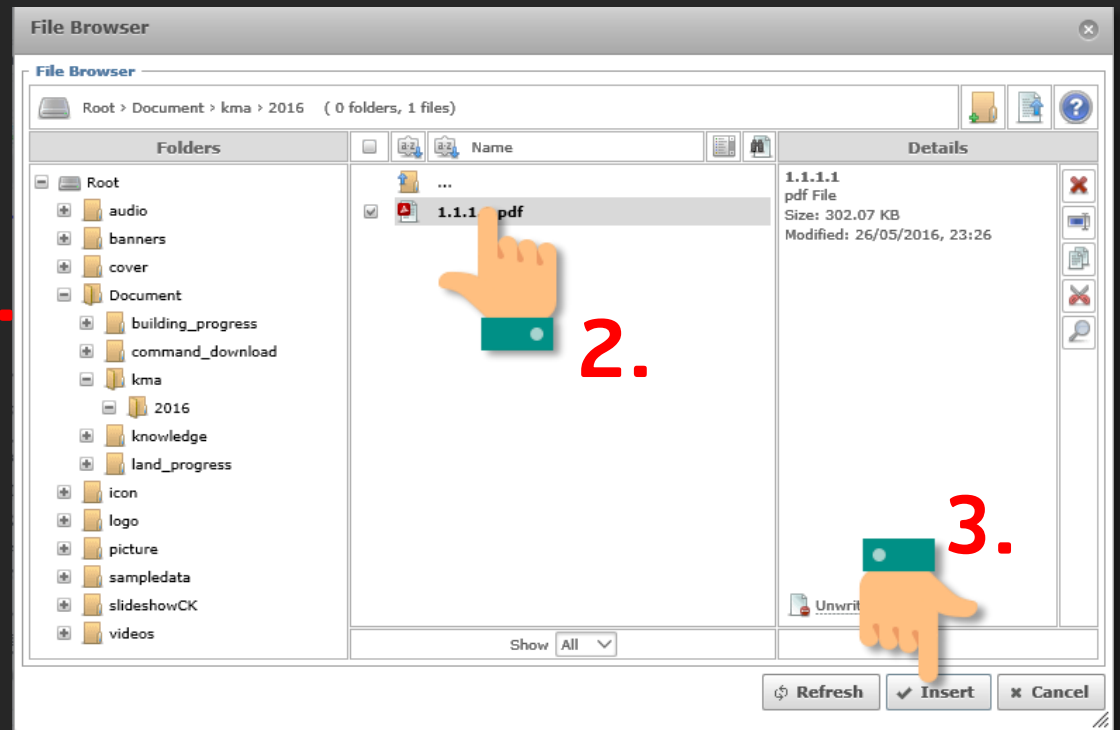 File Browser
File Browser
Root > Document > kma > 2016 ( 0 folders, 1 files)
Folders
Name
Details
Root
audio
banners
cover
Document
building_progress
command_download
kma
2016
knowledge
land_progress
icon
logo
picture
sampledata
slideshowCK
videos
...
1.1.1 pdf
2.
Show All
1.1.1.1
pdf File
Size: 302.07 KB
Modified: 26/05/2016, 23:26
3.
Refresh
Insert
Cancel